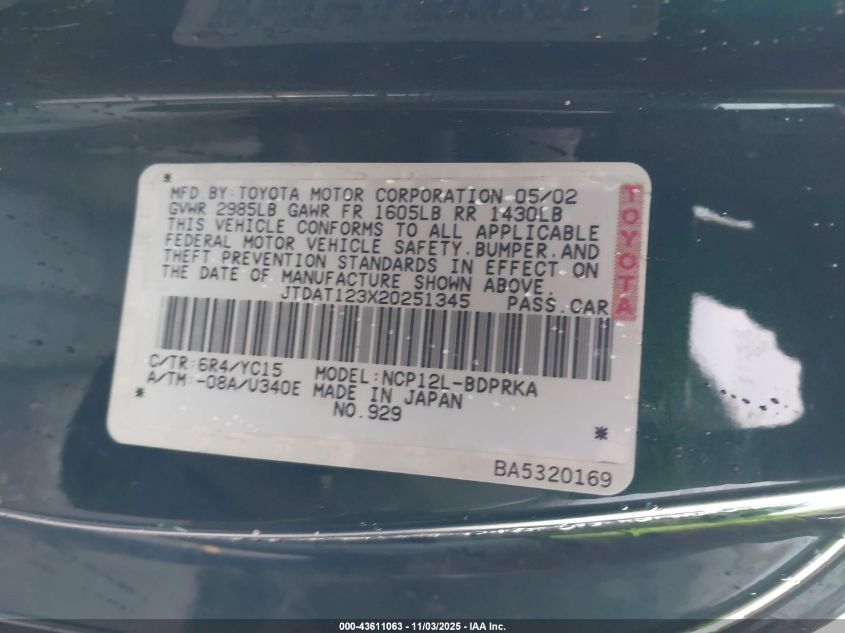 *
MFD.BY:TOYOTA MOTOR CORPORATION 05/02
GVWR 2985LB GAWR FR 1605LB RR 1430LB
THIS VEHICLE CONFORMS TO ALL APPLICABLE
FEDERAL MOTOR VEHICLE SAFETY,BUMPER,AND
THEFT PREVENTION STANDARDS IN EFFECT ON
THE DATE OF MANUFACTURE SHOWN ABOVE.
JTDAT123X20251345 PASS.CAR
TOYOTA
C/TR:6R4/YC15 MODEL:NCP12L-BDPRKA
A/TM:-08A/U340E MADE IN JAPAN
NO.929
*
*
BA5320169
000-43611063 - 11/03/2025 - IAA Inc.